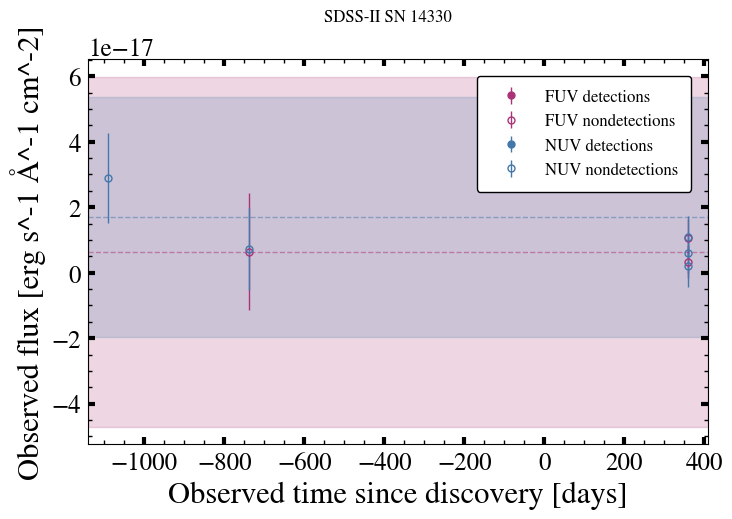 SDSS-II SN 14330
1e−17
Observed flux [erg s^-1 Å^-1 cm^-2]
6
4
2
0
−2
−4
FUV detections
FUV nondetections
NUV detections
NUV nondetections
−1000 −800 −600 −400 −200 0 200 400
Observed time since discovery [days]